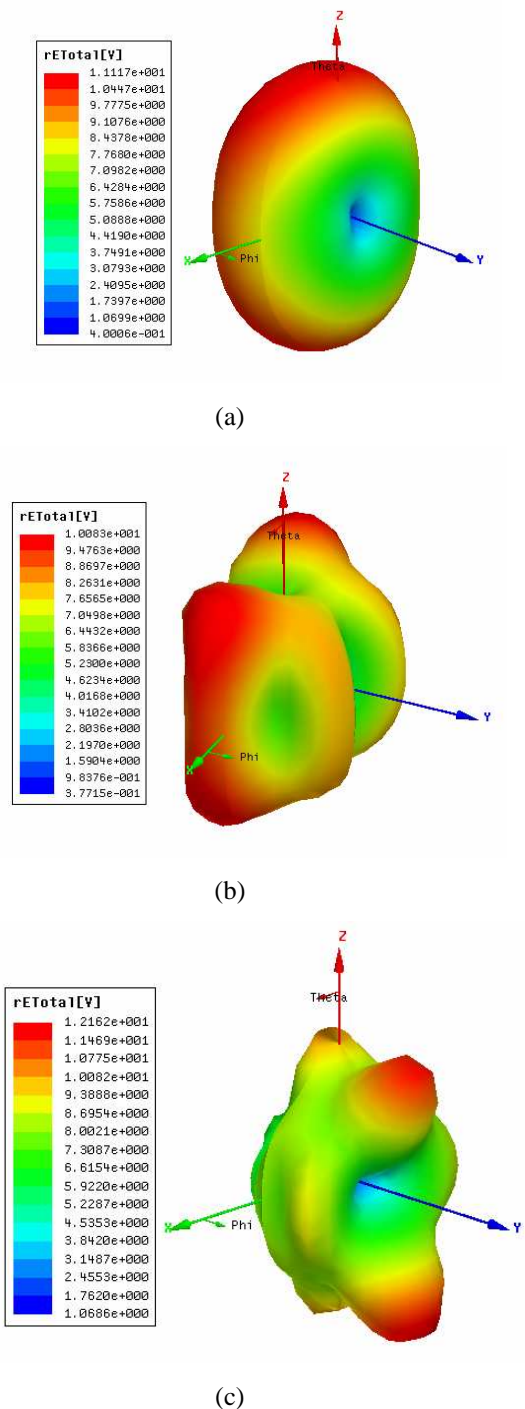 Z
rETotal[V]
1.1117e+001
1.0447e+001
9.7775e+000
9.1076e+000
8.4378e+000
7.7680e+000
7.0982e+000
6.4284e+000
5.7586e+000
5.0888e+000
4.4190e+000
3.7491e+000
3.0793e+000
2.4095e+000
1.7397e+000
1.0699e+000
4.0006e-001
Theta
X
Phi
Y
(a)
Z
rETotal[V]
1.0083e+001
9.4763e+000
8.8697e+000
8.2631e+000
7.6565e+000
7.0498e+000
6.4432e+000
5.8366e+000
5.2300e+000
4.6234e+000
4.0168e+000
3.4102e+000
2.8036e+000
2.1970e+000
1.5904e+000
9.8376e-001
3.7715e-001
Theta
Y
Phi
X
(b)
Z
rETotal[V]
1.2162e+001
1.1469e+001
1.0775e+001
1.0082e+001
9.3888e+000
8.6954e+000
8.0021e+000
7.3087e+000
6.6154e+000
5.9220e+000
5.2287e+000
4.5353e+000
3.8420e+000
3.1487e+000
2.4553e+000
1.7620e+000
1.0686e+000
Theta
X
Phi
Y
(c)